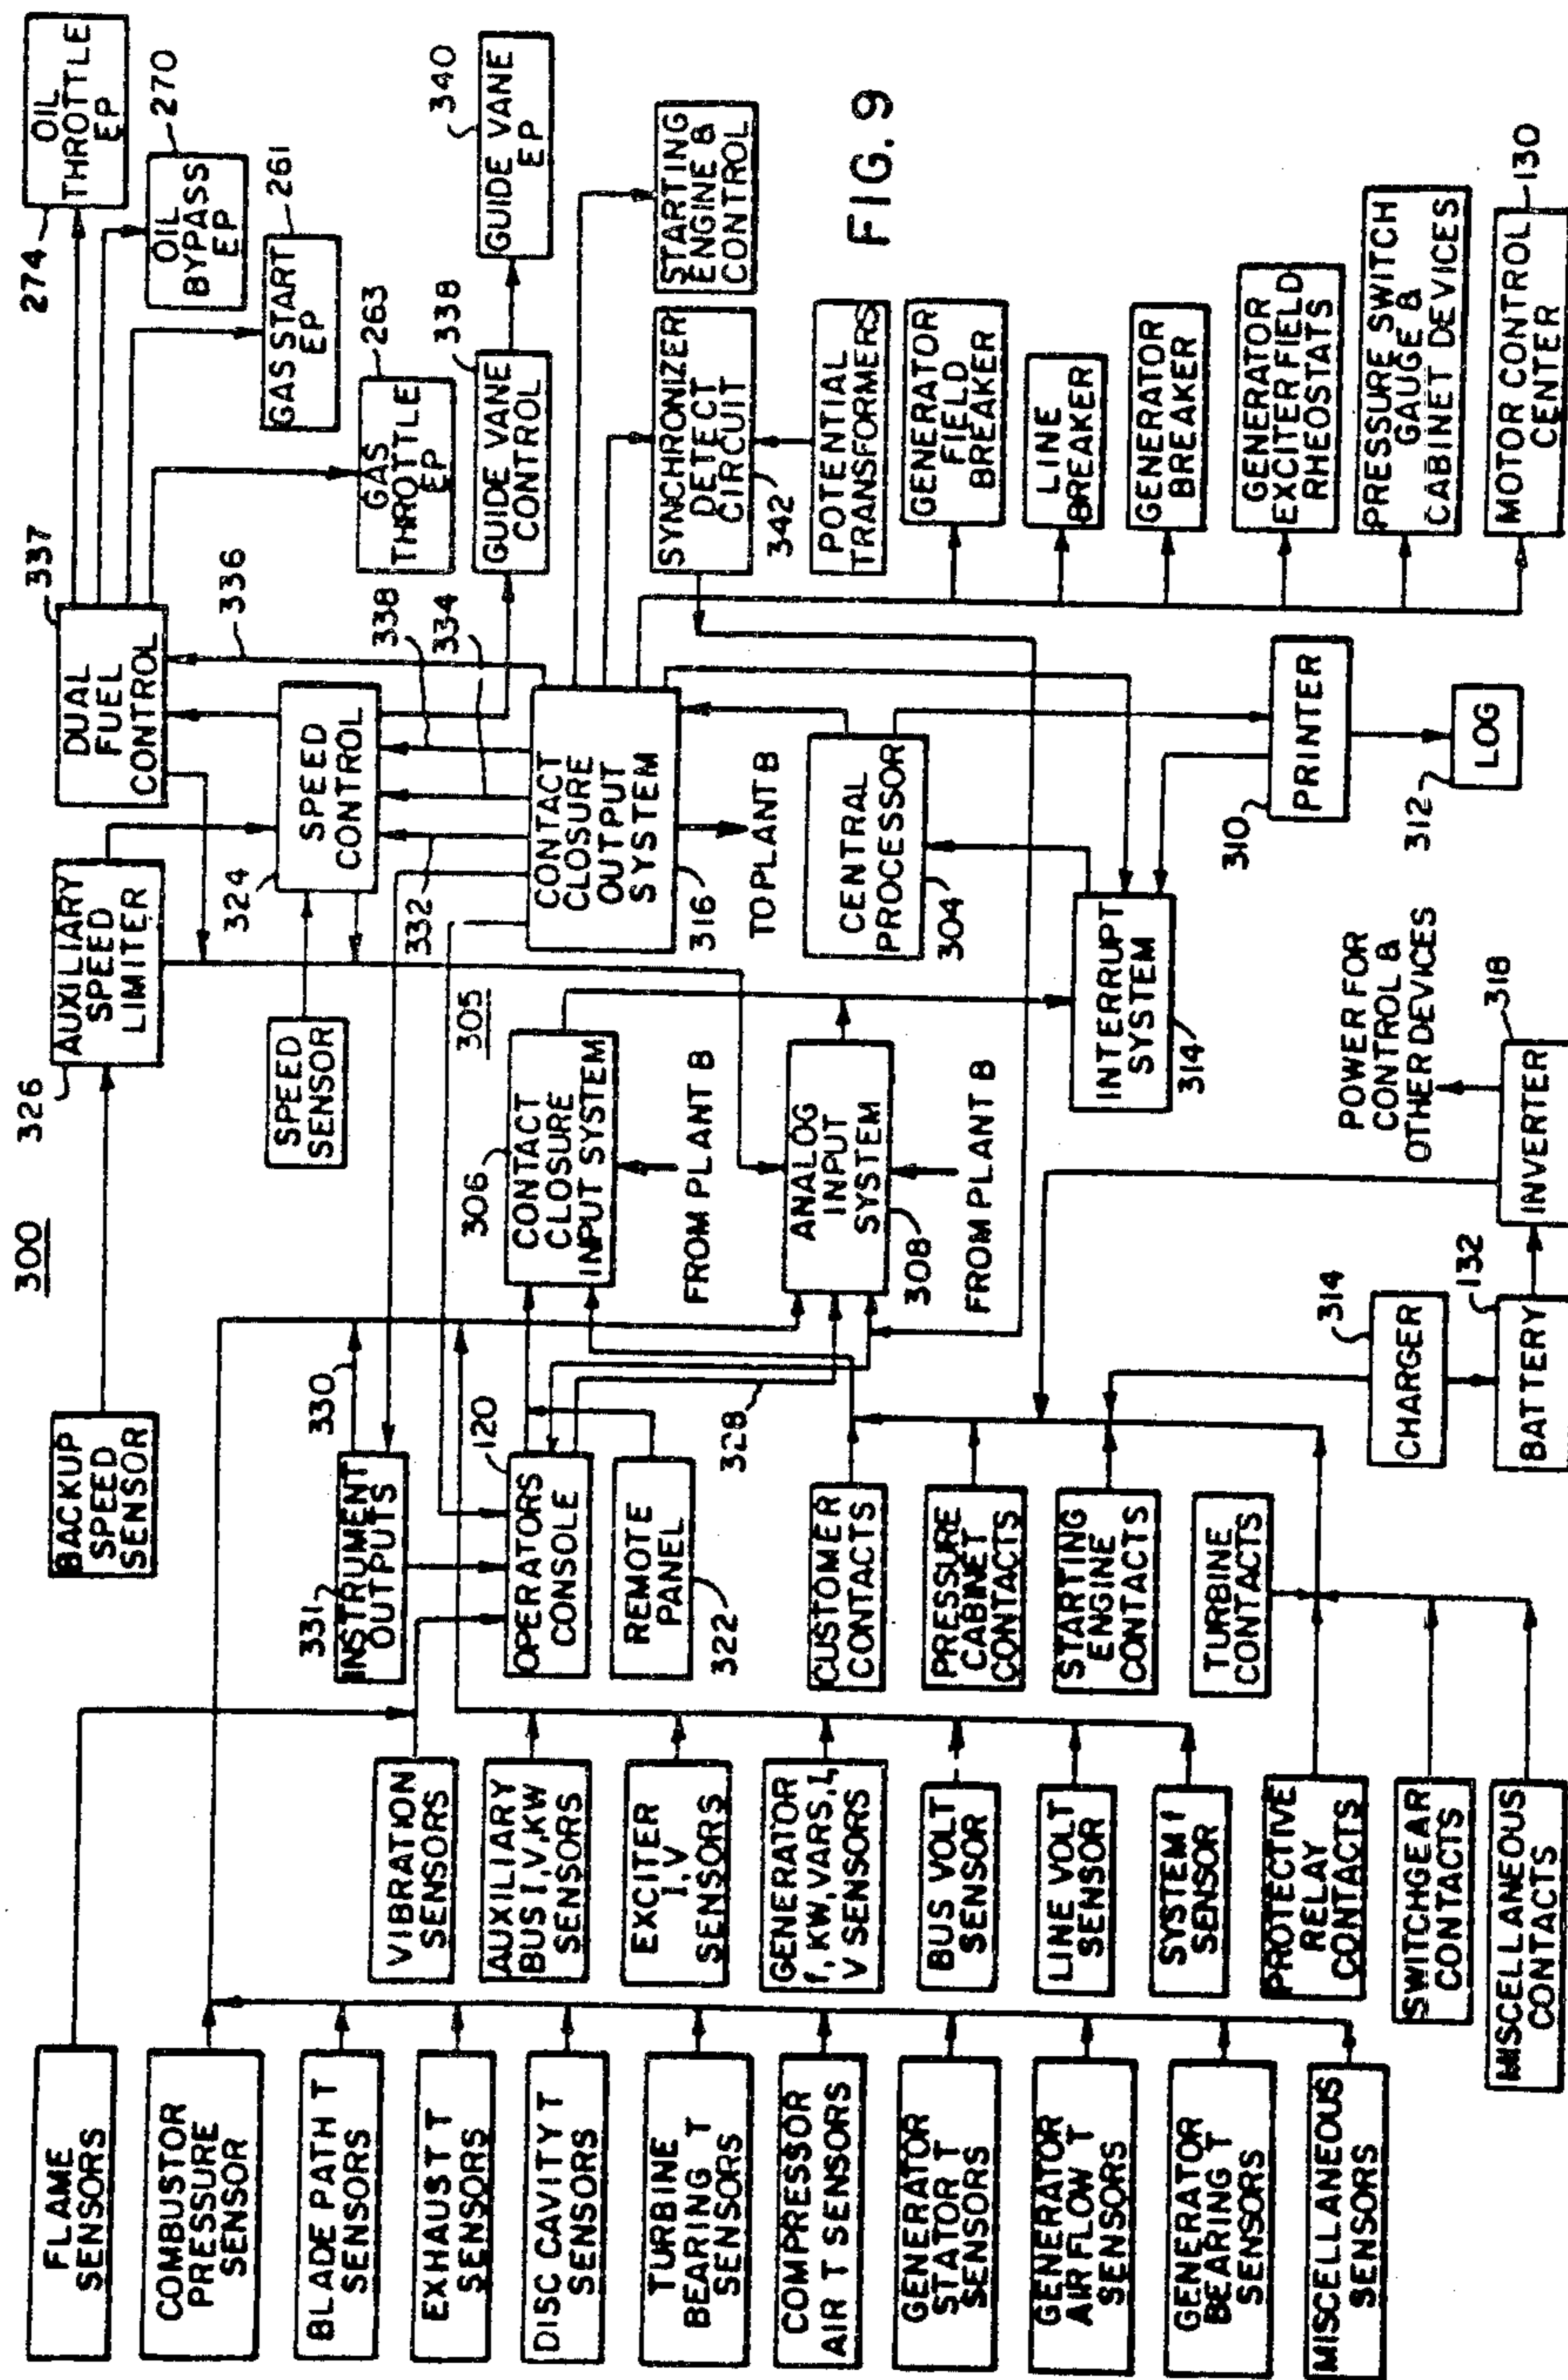 300
FIG. 9
FLAME
SENSORS
COMBUSTOR
PRESSURE
SENSOR
BLADE PATH T
SENSORS
EXHAUST T
SENSORS
DISC CAVITY T
SENSORS
TURBINE
BEARING T
SENSORS
COMPRESSOR
AIR T SENSORS
GENERATOR
STATOR T
SENSORS
GENERATOR
AIR FLOW T
SENSORS
GENERATOR
BEARING T
SENSORS
MISCELLANEOUS
SENSORS
VIBRATION
SENSORS
AUXILIARY
BUS I,V,KW
SENSORS
EXCITER
I,V
SENSORS
GENERATOR
f, KW,VARS,I,
V SENSORS
BUS VOLT
SENSOR
LINE VOLT
SENSOR
SYSTEM f
SENSOR
PROTECTIVE
RELAY
CONTACTS
SWITCHGEAR
CONTACTS
MISCELLANEOUS
CONTACTS
BACKUP
SPEED
SENSOR
331
INSTRUMENT
OUTPUTS
330
120
OPERATORS
CONSOLE
REMOTE
PANEL
322
328
CUSTOMER
CONTACTS
PRESSURE
CABINET
CONTACTS
STARTING
ENGINE
CONTACTS
TURBINE
CONTACTS
314
CHARGER
132
BATTERY
318
INVERTER
POWER FOR
CONTROL &
OTHER DEVICES
326
AUXILIARY
SPEED
LIMITER
SPEED
SENSOR
324
SPEED
CONTROL
305
306
CONTACT
CLOSURE
INPUT SYSTEM
FROM PLANT B
ANALOG
INPUT
SYSTEM
308
FROM PLANT B
INTERRUPT
SYSTEM
314
332
CONTACT
CLOSURE
OUTPUT
SYSTEM
316
TO PLANT B
CENTRAL
PROCESSOR
304
310
PRINTER
312
LOG
337
DUAL
FUEL
CONTROL
336
338
334
274
OIL
THROTTLE
EP
OIL
BYPASS
EP
270
GAS START
EP
261
GAS
THROTTLE
EP
263
GUIDE VANE
CONTROL
338
GUIDE VANE
EP
340
STARTING
ENGINE &
CONTROL
SYNCHRONIZER
DETECT
CIRCUIT
342
POTENTIAL
TRANSFORMERS
GENERATOR
FIELD
BREAKER
LINE
BREAKER
GENERATOR
BREAKER
GENERATOR
EXCITER FIELD
RHEOSTATS
PRESSURE SWITCH
GAUGE &
CABINET DEVICES
MOTOR CONTROL
CENTER
130